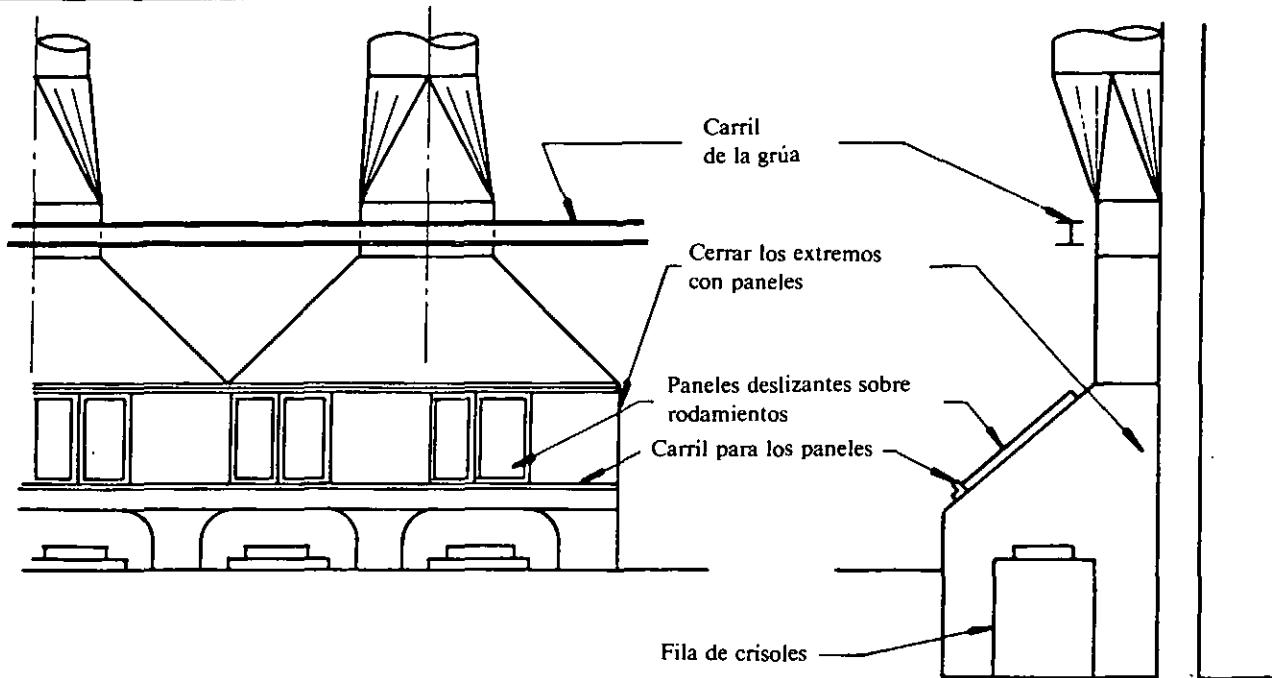 Carril
de la grúa
Cerrar los extremos
con paneles
Paneles deslizantes sobre
rodamientos
Carril para los paneles
Fila de crisoles